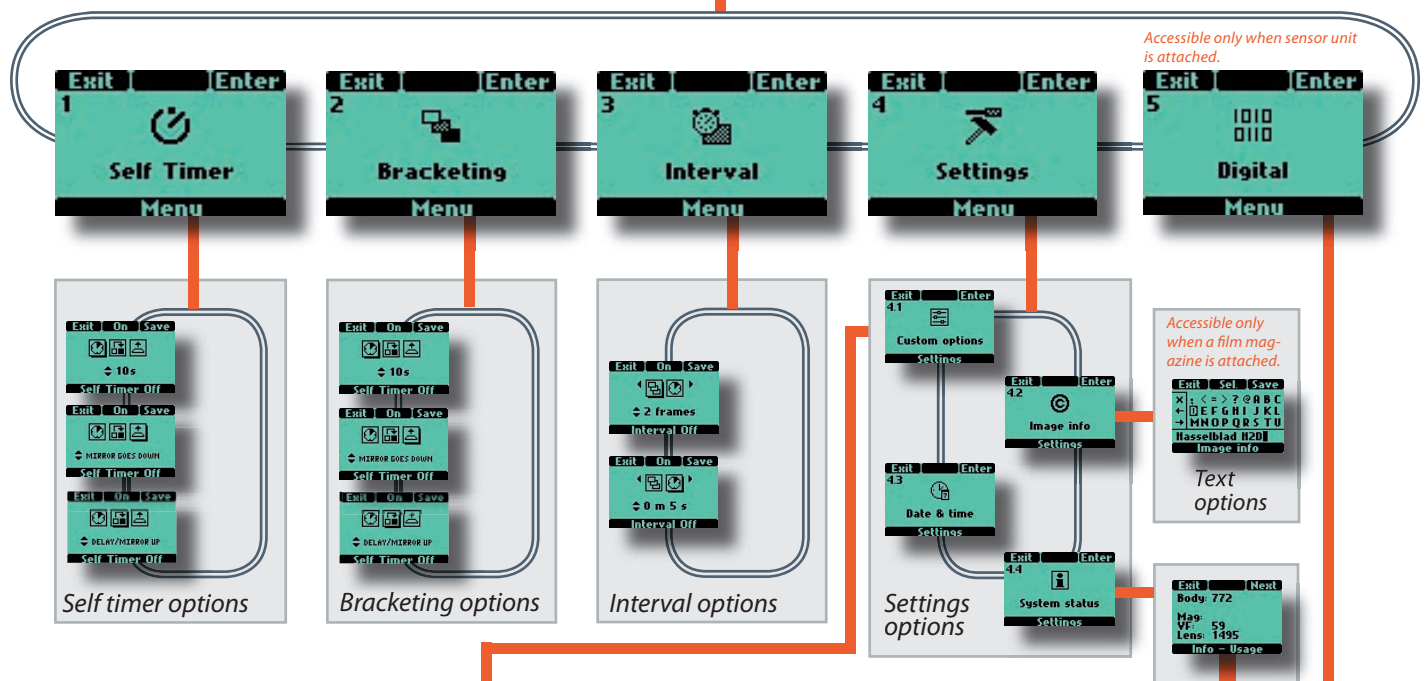 Accessible only when sensor unit
is attached.
Exit Enter
1
Self Timer
Menu
Exit Enter
2
Bracketing
Menu
Exit Enter
3
Interval
Menu
Exit Enter
4
Settings
Menu
Exit Enter
5
1010
0110
Digital
Menu
Exit On Save
10s
Self Timer Off
Exit On Save
MIRROR GOES DOWN
Self Timer Off
Exit On Save
DELAY/MIRROR UP
Self Timer Off
Self timer options
Exit On Save
10s
Self Timer Off
Exit On Save
MIRROR GOES DOWN
Self Timer Off
Exit On Save
DELAY/MIRROR UP
Self Timer Off
Bracketing options
Exit On Save
2 frames
Interval Off
Exit On Save
0 m 5 s
Interval Off
Interval options
Exit Enter
4.1
Custom options
Settings
Exit Enter
4.2
©
Image info
Settings
Exit Enter
4.3
Date & time
Settings
Exit Enter
4.4
i
System status
Settings
Settings
options
Accessible only
when a film mag-
azine is attached.
Exit Sel. Save
× : ; < = > ? @ A B C
← D E F G H I J K L
→ M N O P Q R S T U
Hasselblad H2D
Image info
Text
options
Exit Next
Body: 772
Mag:
VF: 59
Lens: 1495
Info - Usage